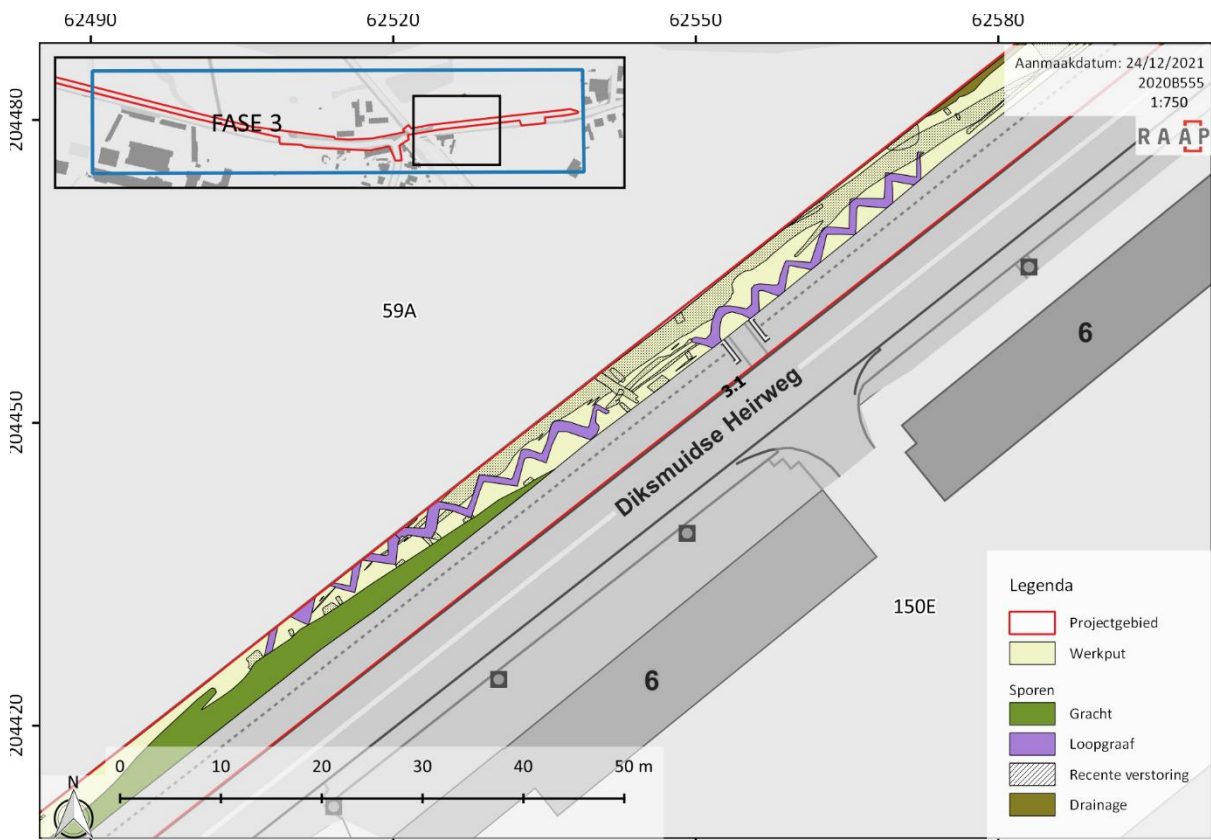 62490 62520 62550 62580
204480
204450
204420
FASE 3
Aanmaakdatum: 24/12/2021
2020B555
1:750
RAAP
59A
6
3.1
Diksmuidse Heirweg
150E
6
Legenda
Projectgebied
Werkput
Sporen
Gracht
Loopgraaf
Recente verstoring
Drainage
0 10 20 30 40 50 m
N